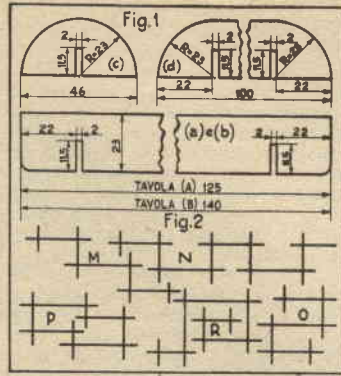 Fig.1
2 R=23 11,5 (c)
R=23 2 11,5 (d) 2 11,5 R=23
46
22 100 22
22 2 11,5 23 (a)e(b) 2 11,5 22
TAVOLA (A) 125
TAVOLA (B) 140
Fig.2
M N
P R O